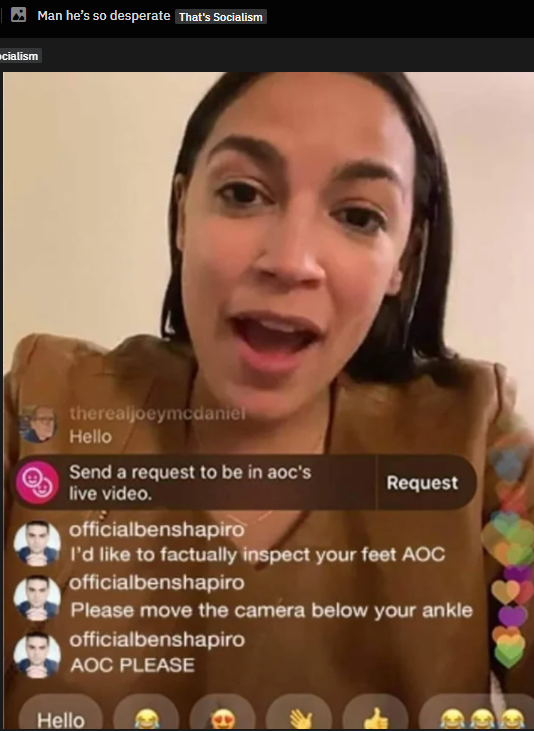 Man he's so desperate That's Socialism
ocialism
therealjoeymcdaniel
Hello
Send a request to be in aoc's
live video.
Request
officialbenshapiro
I'd like to factually inspect your feet AOC
officialbenshapiro
Please move the camera below your ankle
officialbenshapiro
AOC PLEASE
Hello